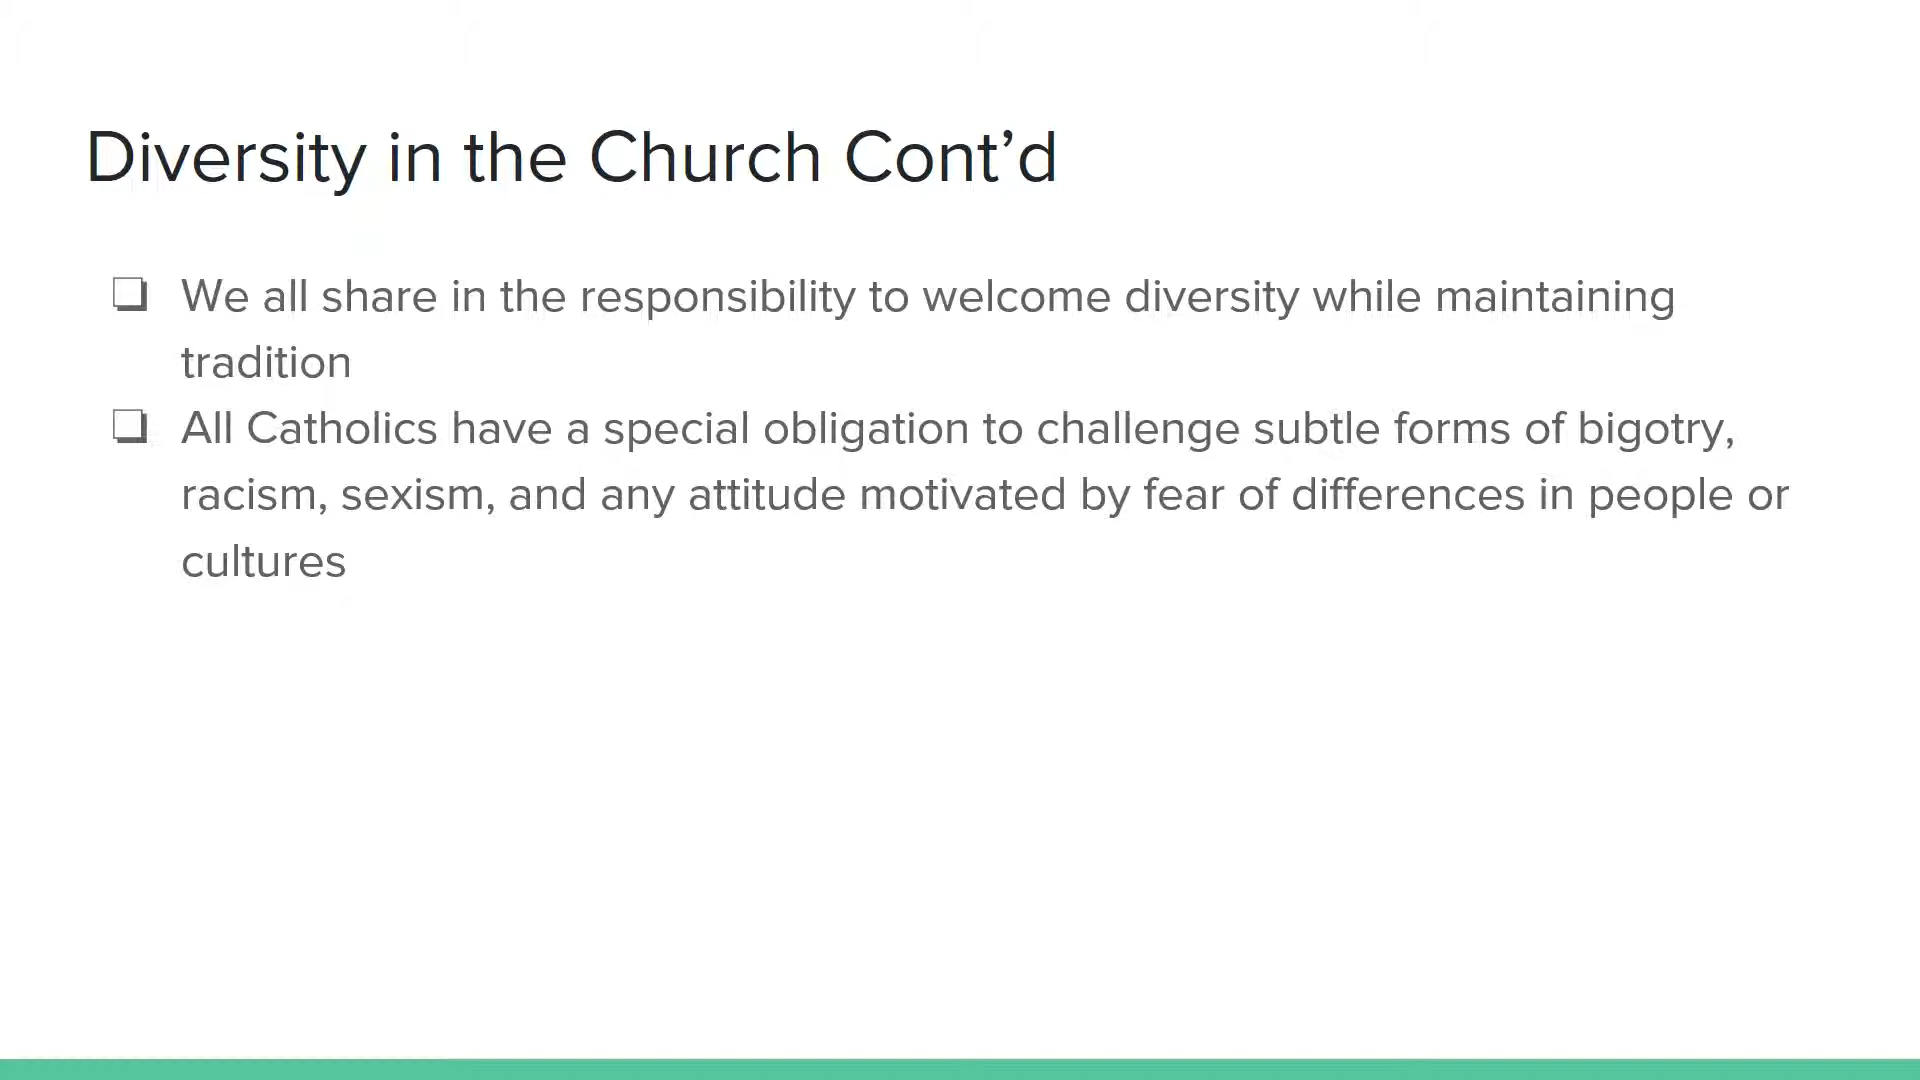 Diversity in the Church Cont’d
❏ We all share in the responsibility to welcome diversity while maintaining
tradition
❏ All Catholics have a special obligation to challenge subtle forms of bigotry,
racism, sexism, and any attitude motivated by fear of differences in people or
cultures